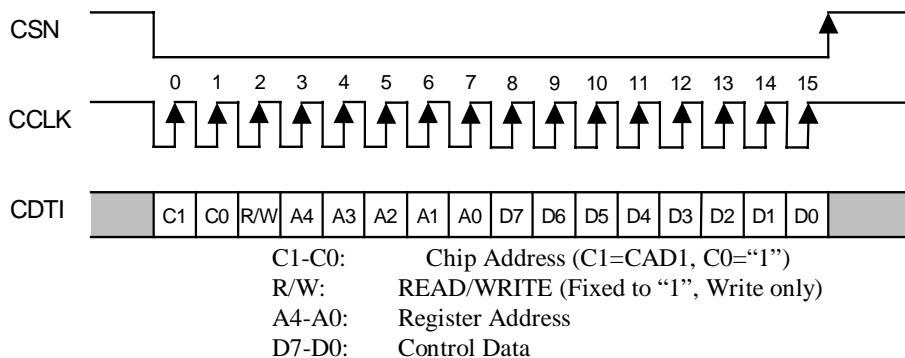 CSN
0 1 2 3 4 5 6 7 8 9 10 11 12 13 14 15
CCLK
CDTI C1 C0 R/W A4 A3 A2 A1 A0 D7 D6 D5 D4 D3 D2 D1 D0
C1-C0: Chip Address (C1=CAD1, C0=“1”)
R/W: READ/WRITE (Fixed to “1”, Write only)
A4-A0: Register Address
D7-D0: Control Data